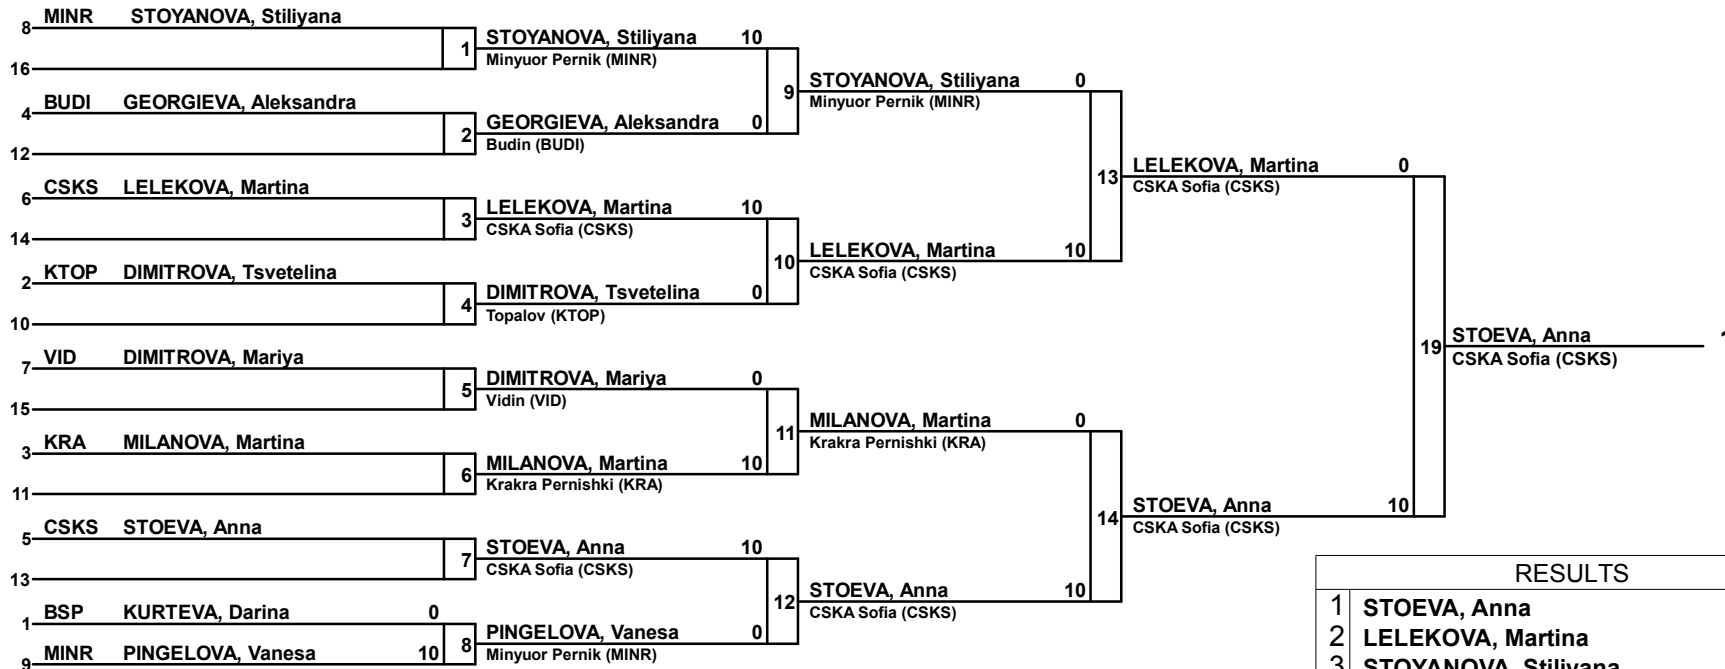 8 MINR STOYANOVA, Stiliyana
16
1 STOYANOVA, Stiliyana 10
Minyuor Pernik (MINR)
4 BUDI GEORGIEVA, Aleksandra
12
2 GEORGIEVA, Aleksandra 0
Budin (BUDI)
9 STOYANOVA, Stiliyana 0
Minyuor Pernik (MINR)
6 CSKS LELEKOVA, Martina
14
3 LELEKOVA, Martina 10
CSKA Sofia (CSKS)
2 KTOP DIMITROVA, Tsvetelina
10
4 DIMITROVA, Tsvetelina 0
Topalov (KTOP)
10 LELEKOVA, Martina 10
CSKA Sofia (CSKS)
13 LELEKOVA, Martina 0
CSKA Sofia (CSKS)
7 VID DIMITROVA, Mariya
15
5 DIMITROVA, Mariya 0
Vidin (VID)
3 KRA MILANOVA, Martina
11
6 MILANOVA, Martina 10
Krakra Pernishki (KRA)
11 MILANOVA, Martina 0
Krakra Pernishki (KRA)
5 CSKS STOEVA, Anna
13
7 STOEVA, Anna 10
CSKA Sofia (CSKS)
1 BSP KURTEVA, Darina 0
9 MINR PINGELOVA, Vanesa 10
8 PINGELOVA, Vanesa 0
Minyuor Pernik (MINR)
12 STOEVA, Anna 10
CSKA Sofia (CSKS)
14 STOEVA, Anna 10
CSKA Sofia (CSKS)
19 STOEVA, Anna
CSKA Sofia (CSKS)
RESULTS
1 STOEVA, Anna
2 LELEKOVA, Martina
3 STOYANOVA, Stiliyana